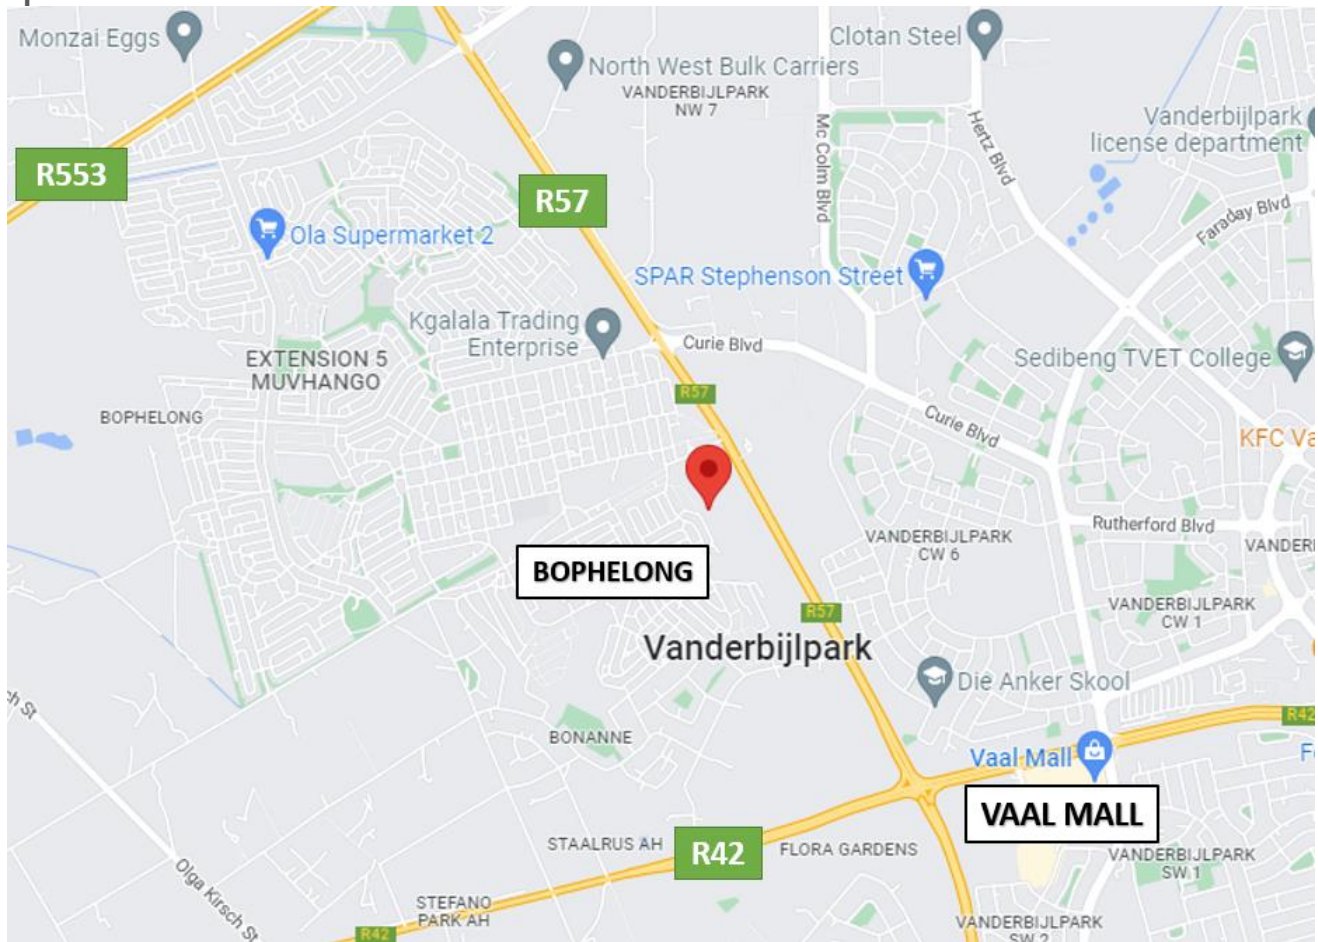 Monzai Eggs
Clotan Steel
North West Bulk Carriers
VANDERBIJLPARK
NW 7
Vanderbijlpark
license department
Mc Colm Blvd
Hertz Blvd
R553
R57
Faraday Blvd
Ola Supermarket 2
SPAR Stephenson Street
Kgalala Trading
Enterprise
Curie Blvd
Sedibeng TVET College
EXTENSION 5
MUVHANGO
R57
BOPHELONG
Curie Blvd
KFC Va
Rutherford Blvd
VANDERBIJLPARK
CW 6
VANDERI
BOPHELONG
VANDERBIJLPARK
CW 1
R57
Vanderbijlpark
Die Anker Skool
ch St
R42
BONANNE
Vaal Mall
VAAL MALL
STAALRUS AH
R42
FLORA GARDENS
VANDERBIJLPARK
SW 1
Olga Kirsch St
STEFANO
PARK AH
VANDERBIJLPARK
SW 2
R42